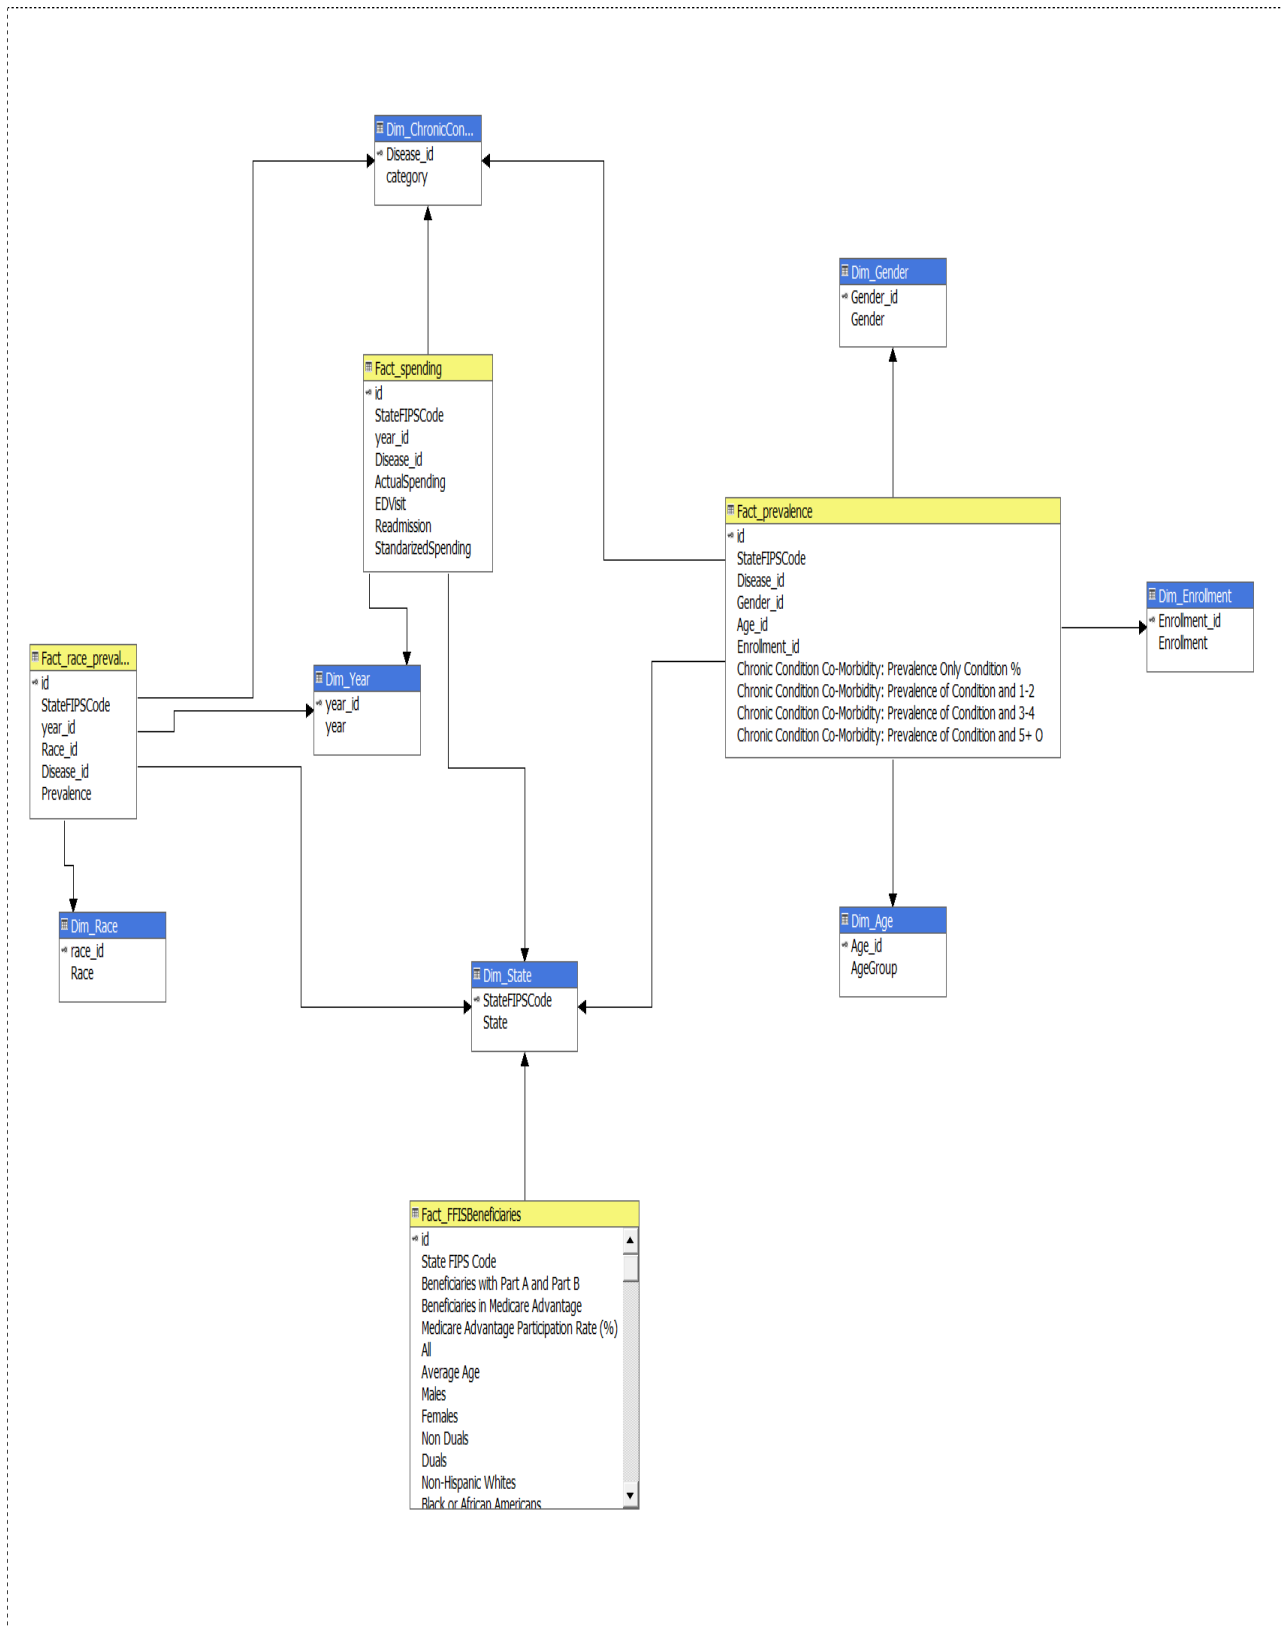 Dim_ChronicCon...
Disease_id
category
Dim_Gender
Gender_id
Gender
Fact_spending
id
StateFIPSCode
year_id
Disease_id
ActualSpending
EDVisit
Readmission
StandarizedSpending
Fact_prevalence
id
StateFIPSCode
Disease_id
Gender_id
Age_id
Enrollment_id
Chronic Condition Co-Morbidity: Prevalence Only Condition %
Chronic Condition Co-Morbidity: Prevalence of Condition and 1-2
Chronic Condition Co-Morbidity: Prevalence of Condition and 3-4
Chronic Condition Co-Morbidity: Prevalence of Condition and 5+ O
Dim_Enrollment
Enrollment_id
Enrollment
Fact_race_preval...
id
StateFIPSCode
year_id
Race_id
Disease_id
Prevalence
Dim_Year
year_id
year
Dim_Race
race_id
Race
Dim_Age
Age_id
AgeGroup
Dim_State
StateFIPSCode
State
Fact_FFISBeneficiaries
id
State FIPS Code
Beneficiaries with Part A and Part B
Beneficiaries in Medicare Advantage
Medicare Advantage Participation Rate (%)
All
Average Age
Males
Females
Non Duals
Duals
Non-Hispanic Whites
Black or African Americans